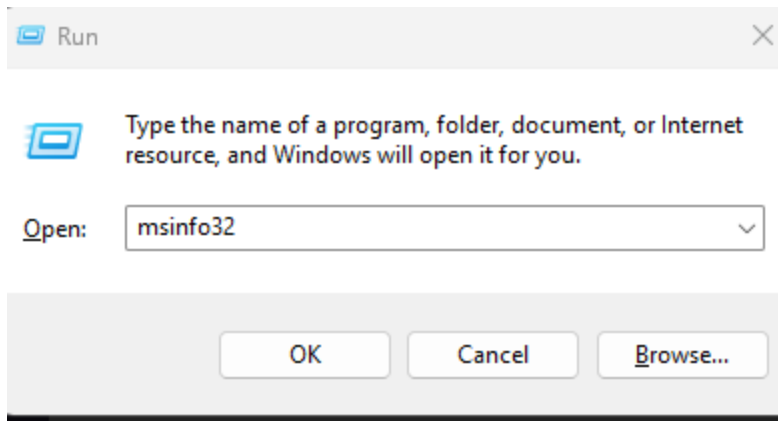 Run
Type the name of a program, folder, document, or Internet
resource, and Windows will open it for you.
Open: msinfo32
OK Cancel Browse...